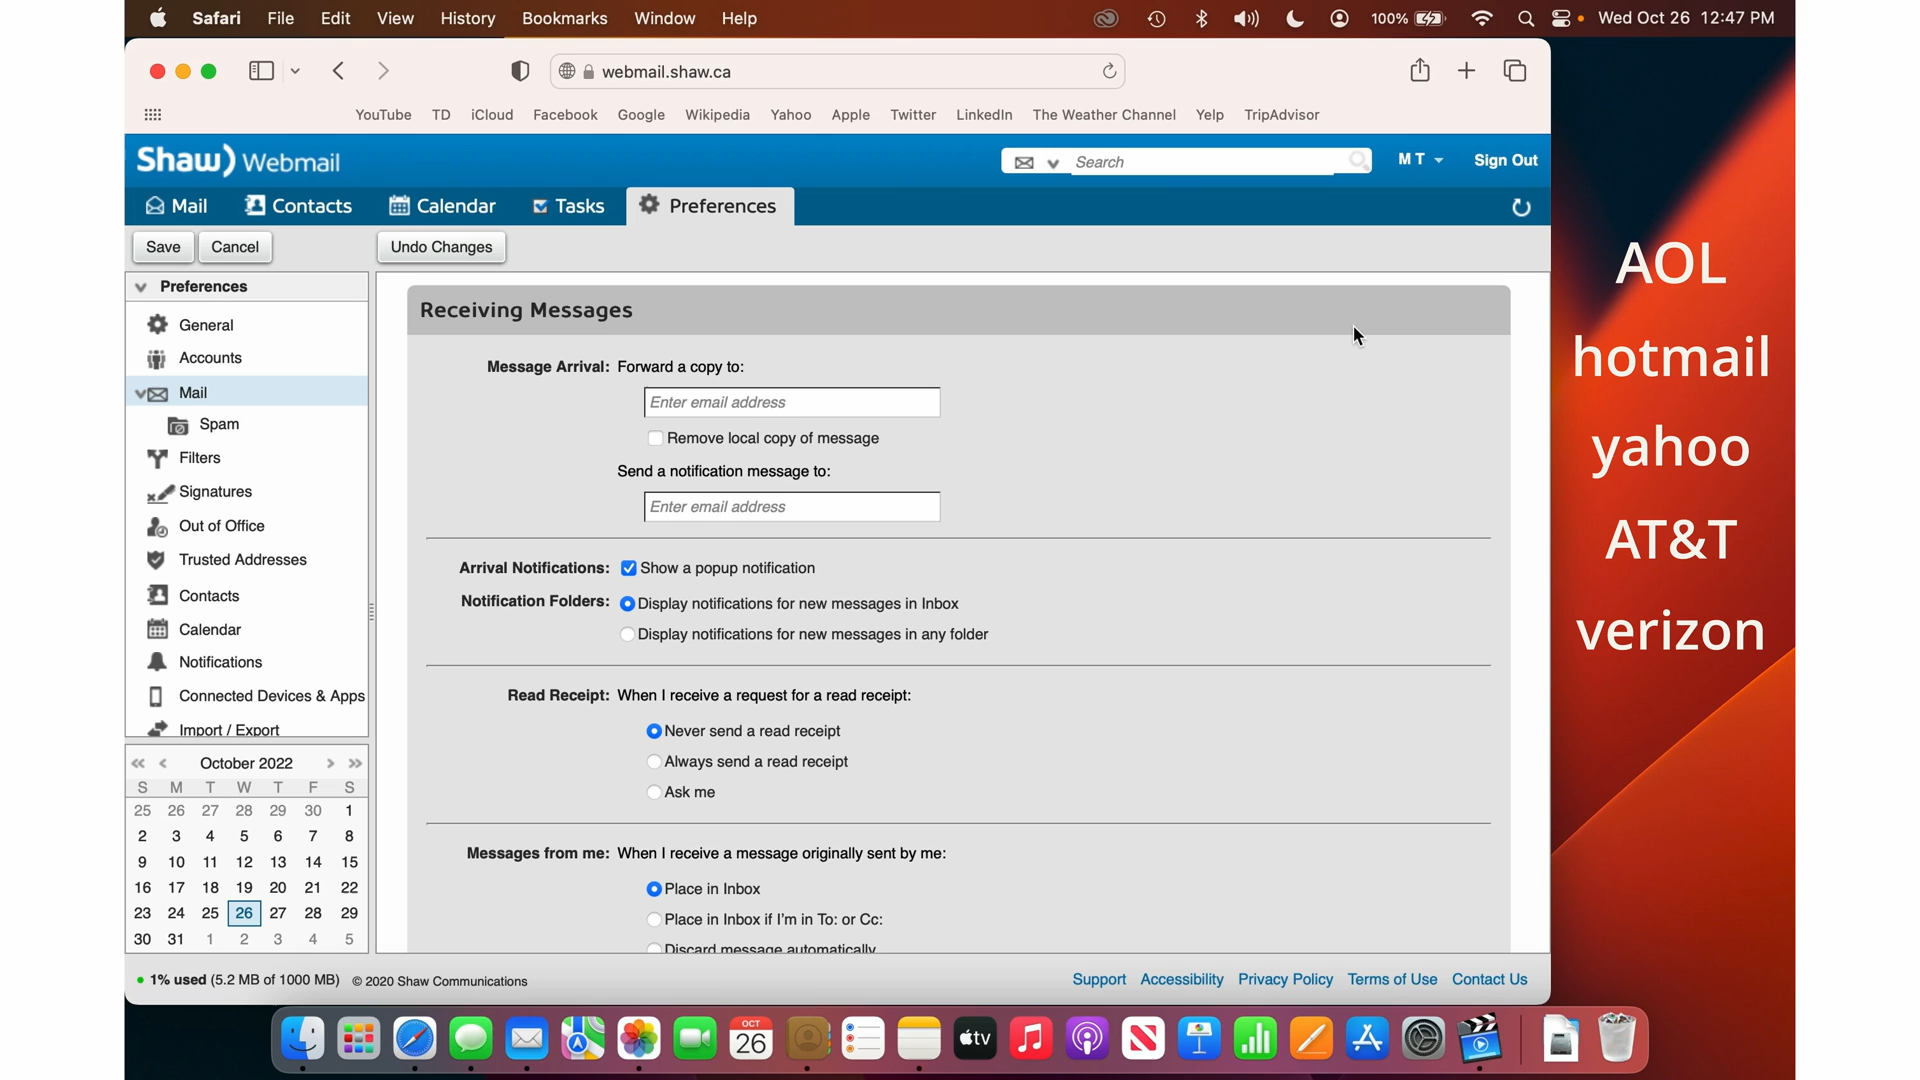 Safari File Edit View History Bookmarks Window Help 100% Wed Oct 26 12:47 PM
webmail.shaw.ca
YouTube TD iCloud Facebook Google Wikipedia Yahoo Apple Twitter LinkedIn The Weather Channel Yelp TripAdvisor
Shaw) Webmail Search M T Sign Out
Mail Contacts Calendar Tasks Preferences
Save Cancel Undo Changes
Preferences
General
Accounts
Mail
Spam
Filters
Signatures
Out of Office
Trusted Addresses
Contacts
Calendar
Notifications
Connected Devices & Apps
Import / Export
« < October 2022 > »
S M T W T F S
25 26 27 28 29 30 1
2 3 4 5 6 7 8
9 10 11 12 13 14 15
16 17 18 19 20 21 22
23 24 25 26 27 28 29
30 31 1 2 3 4 5
Receiving Messages
Message Arrival: Forward a copy to:
Enter email address
Remove local copy of message
Send a notification message to:
Enter email address
Arrival Notifications: Show a popup notification
Notification Folders: Display notifications for new messages in Inbox
Display notifications for new messages in any folder
Read Receipt: When I receive a request for a read receipt:
Never send a read receipt
Always send a read receipt
Ask me
Messages from me: When I receive a message originally sent by me:
Place in Inbox
Place in Inbox if I'm in To: or Cc:
Discard message automatically
1% used (5.2 MB of 1000 MB) © 2020 Shaw Communications Support Accessibility Privacy Policy Terms of Use Contact Us
AOL
hotmail
yahoo
AT&T
verizon
OCT
26
tv